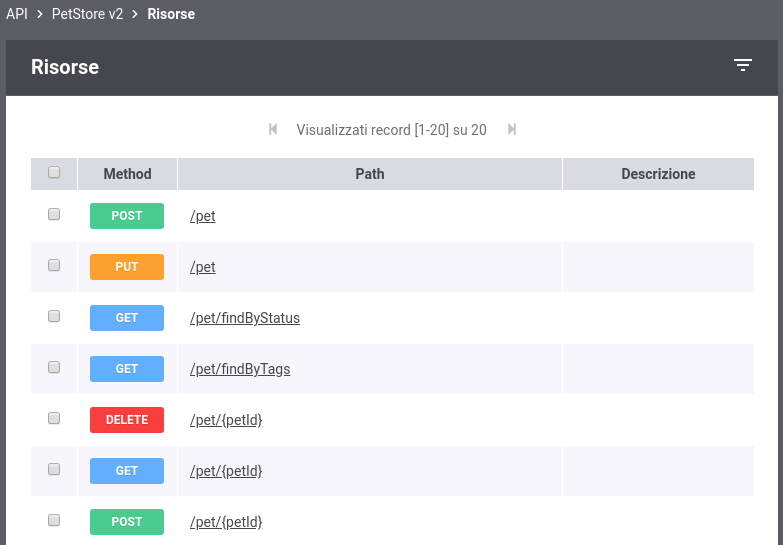 API > PetStore v2 > Risorse
Risorse
Visualizzati record [1-20] su 20
Method Path Descrizione
POST /pet
PUT /pet
GET /pet/findByStatus
GET /pet/findByTags
DELETE /pet/{petId}
GET /pet/{petId}
POST /pet/{petId}